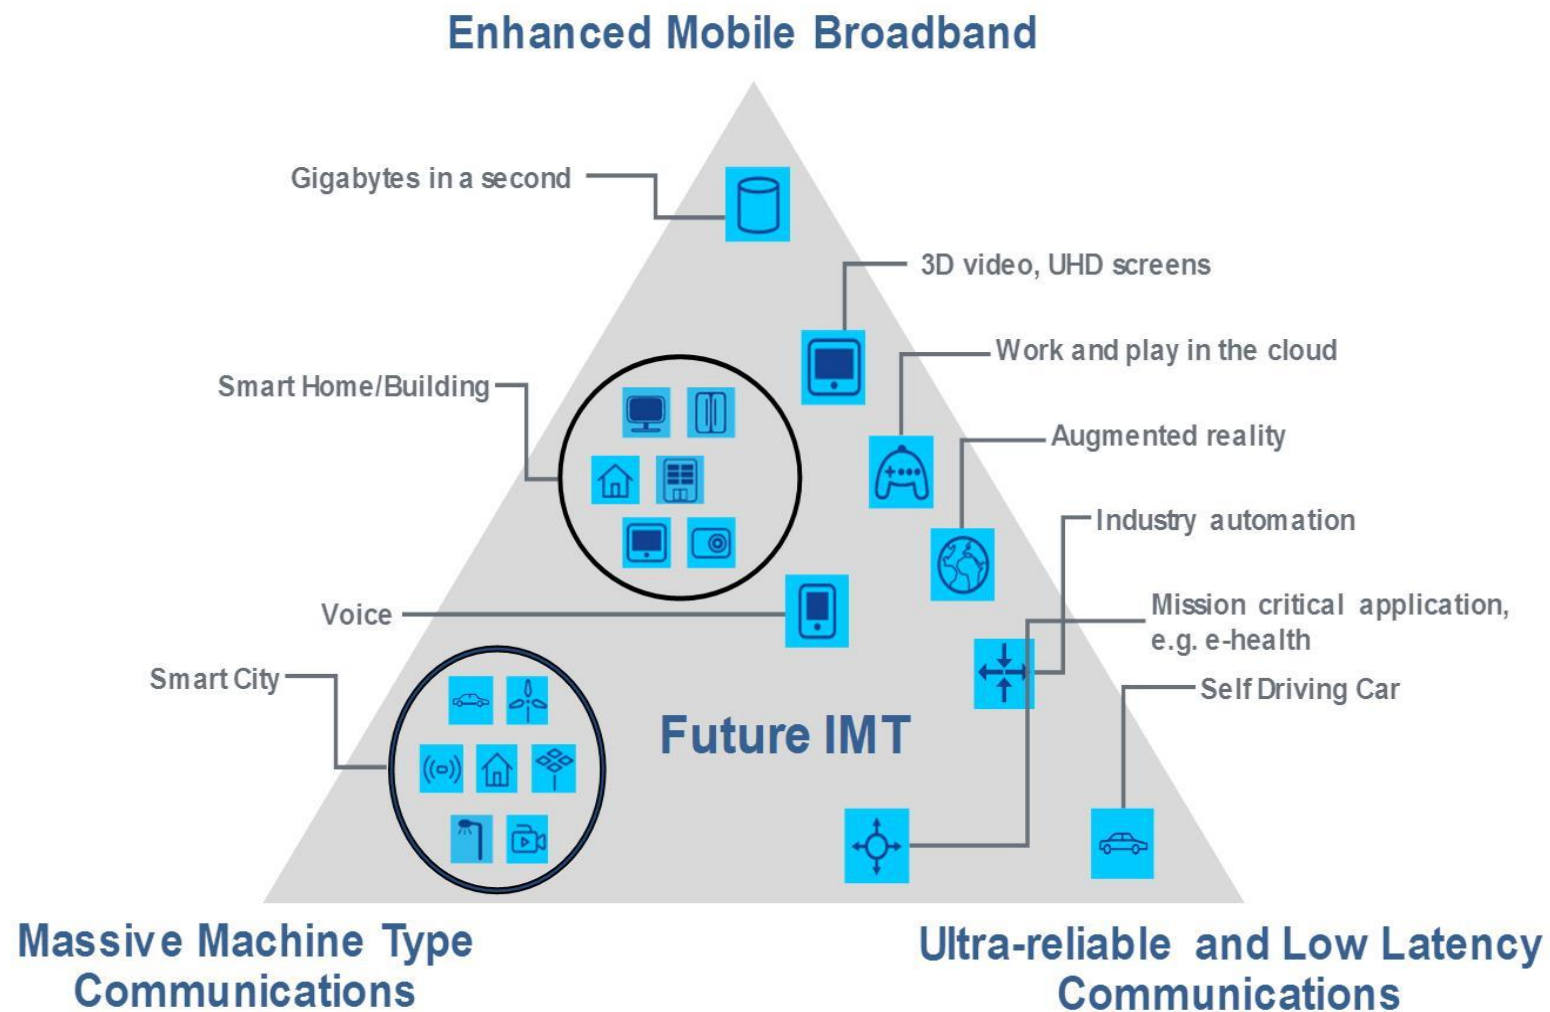 Enhanced Mobile Broadband
Gigabytes in a second
3D video, UHD screens
Work and play in the cloud
Smart Home/Building
Augmented reality
Industry automation
Voice
Mission critical application,
e.g. e-health
Smart City
Self Driving Car
Future IMT
Massive Machine Type
Communications
Ultra-reliable and Low Latency
Communications